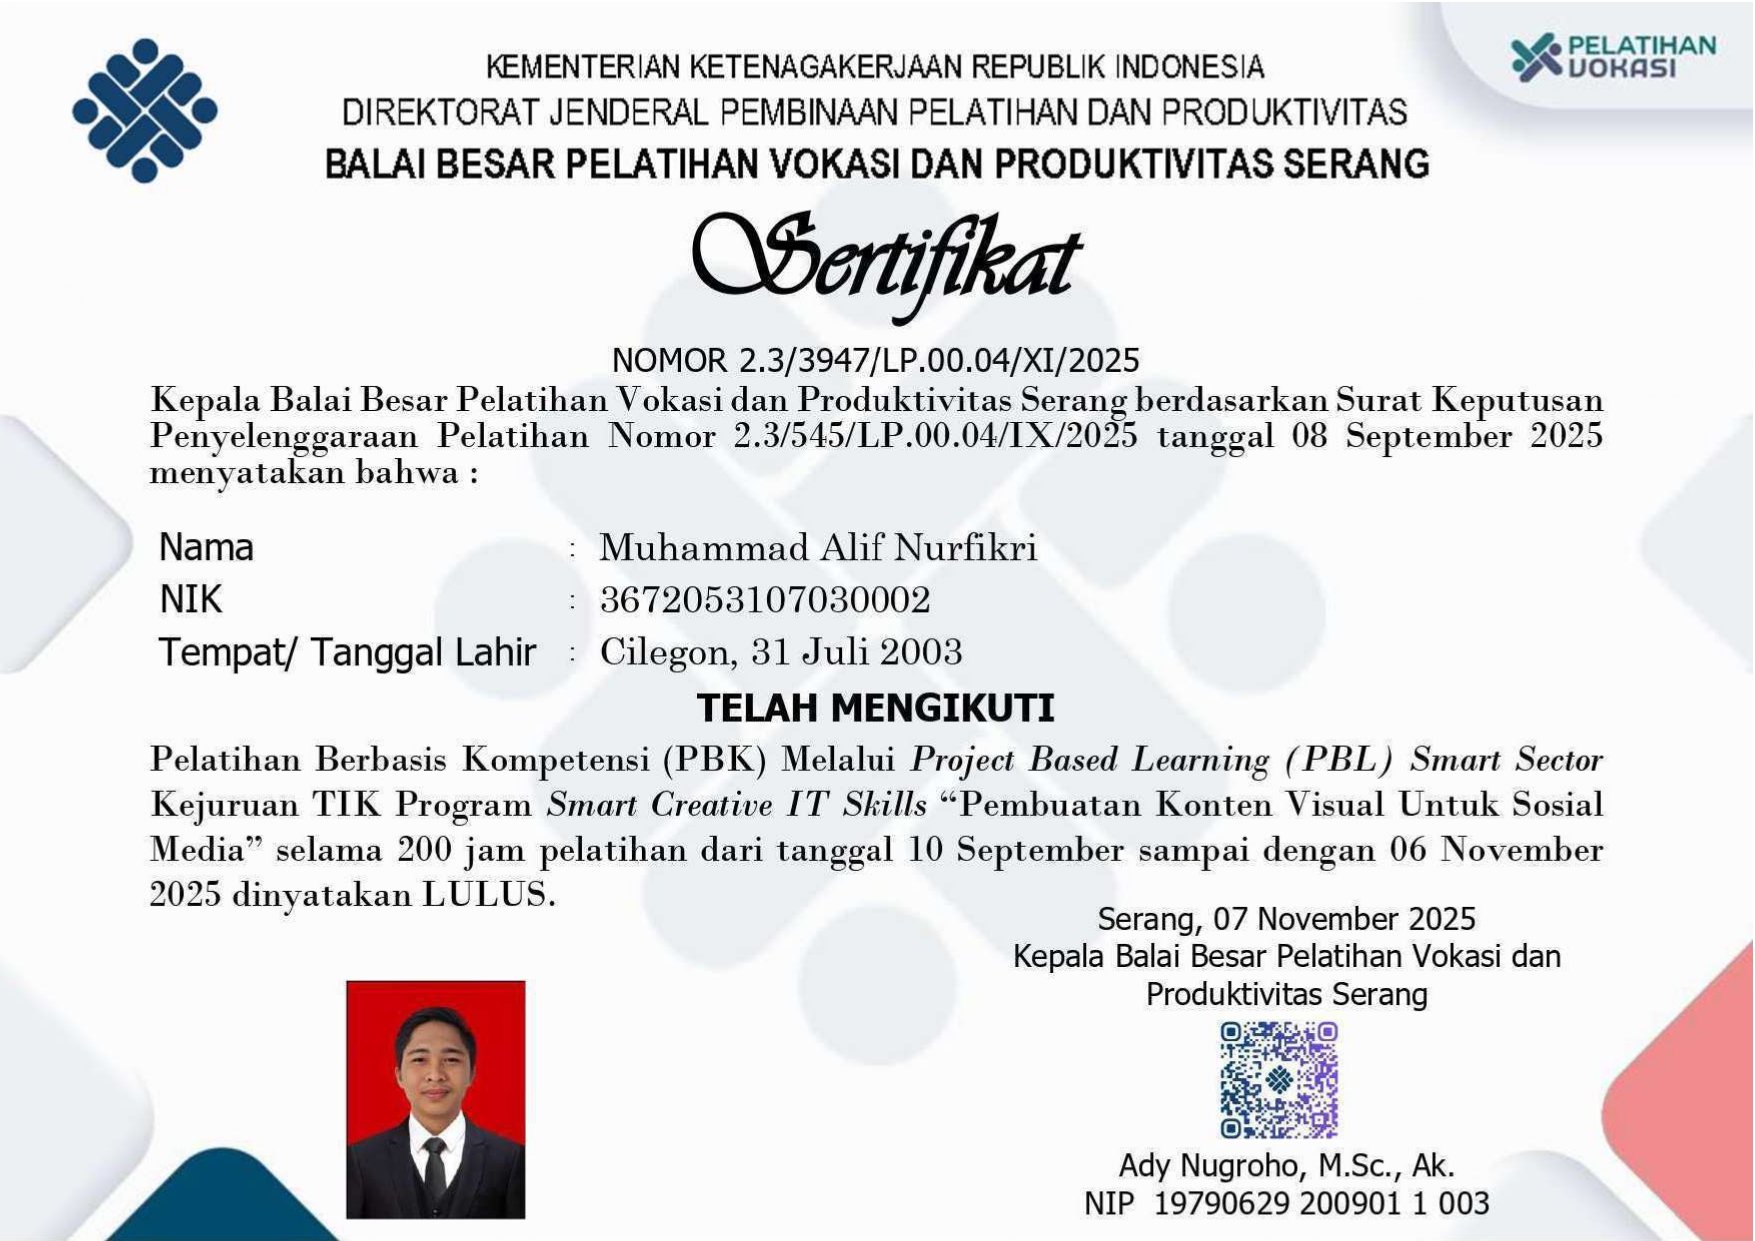 PELATIHAN
VOKASI
KEMENTERIAN KETENAGAKERJAAN REPUBLIK INDONESIA
DIREKTORAT JENDERAL PEMBINAAN PELATIHAN DAN PRODUKTIVITAS
BALAI BESAR PELATIHAN VOKASI DAN PRODUKTIVITAS SERANG
Sertifikat
NOMOR 2.3/3947/LP.00.04/XI/2025
Kepala Balai Besar Pelatihan Vokasi dan Produktivitas Serang berdasarkan Surat Keputusan
Penyelenggaraan Pelatihan Nomor 2.3/545/LP.00.04/IX/2025 tanggal 08 September 2025
menyatakan bahwa :
Nama : Muhammad Alif Nurfikri
NIK : 3672053107030002
Tempat/ Tanggal Lahir : Cilegon, 31 Juli 2003
TELAH MENGIKUTI
Pelatihan Berbasis Kompetensi (PBK) Melalui Project Based Learning (PBL) Smart Sector
Kejuruan TIK Program Smart Creative IT Skills “Pembuatan Konten Visual Untuk Sosial
Media” selama 200 jam pelatihan dari tanggal 10 September sampai dengan 06 November
2025 dinyatakan LULUS.
Serang, 07 November 2025
Kepala Balai Besar Pelatihan Vokasi dan
Produktivitas Serang
Ady Nugroho, M.Sc., Ak.
NIP 19790629 200901 1 003